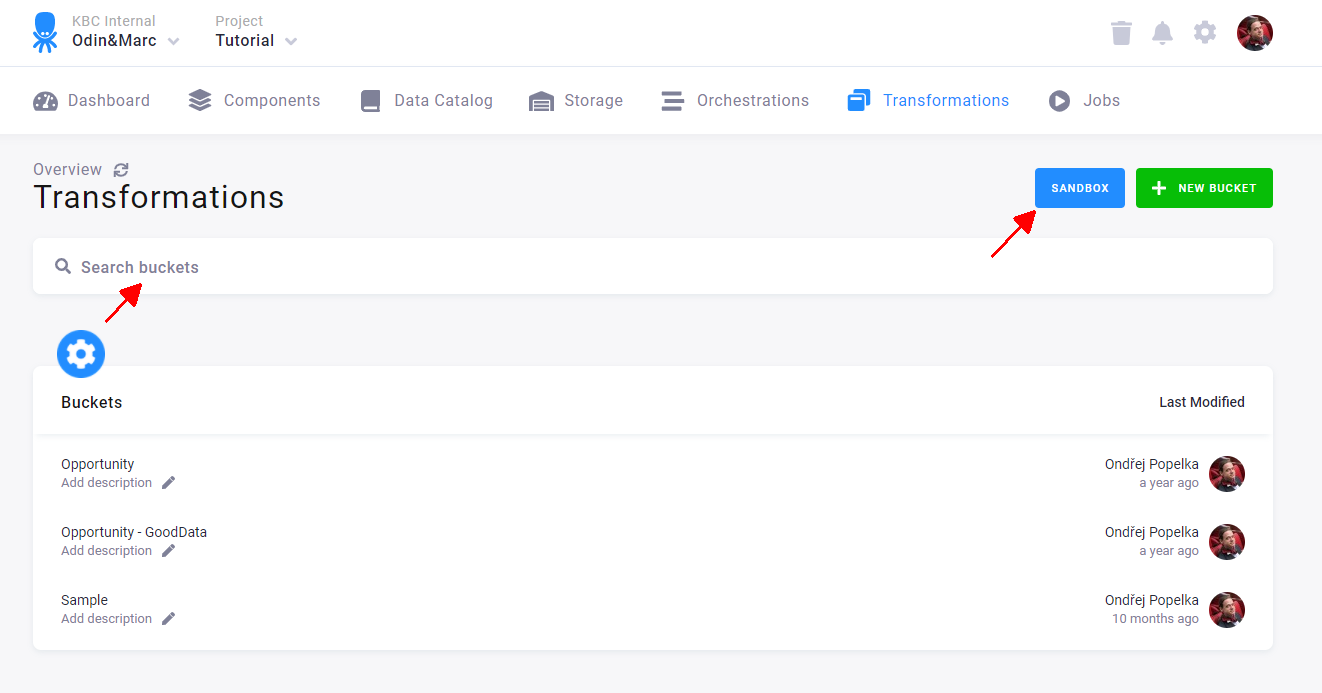 KBC Internal
Odin&Marc
Project
Tutorial
Dashboard
Components
Data Catalog
Storage
Orchestrations
Transformations
Jobs
Overview
Transformations
SANDBOX
NEW BUCKET
Search buckets
Buckets
Last Modified
Opportunity
Add description
Ondřej Popelka
a year ago
Opportunity - GoodData
Add description
Ondřej Popelka
a year ago
Sample
Add description
Ondřej Popelka
10 months ago